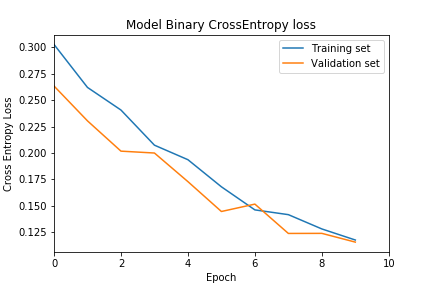 Model Binary CrossEntropy loss
Training set
Validation set
0.300
0.275
0.250
0.225
0.200
0.175
0.150
0.125
Cross Entropy Loss
0 2 4 6 8 10
Epoch